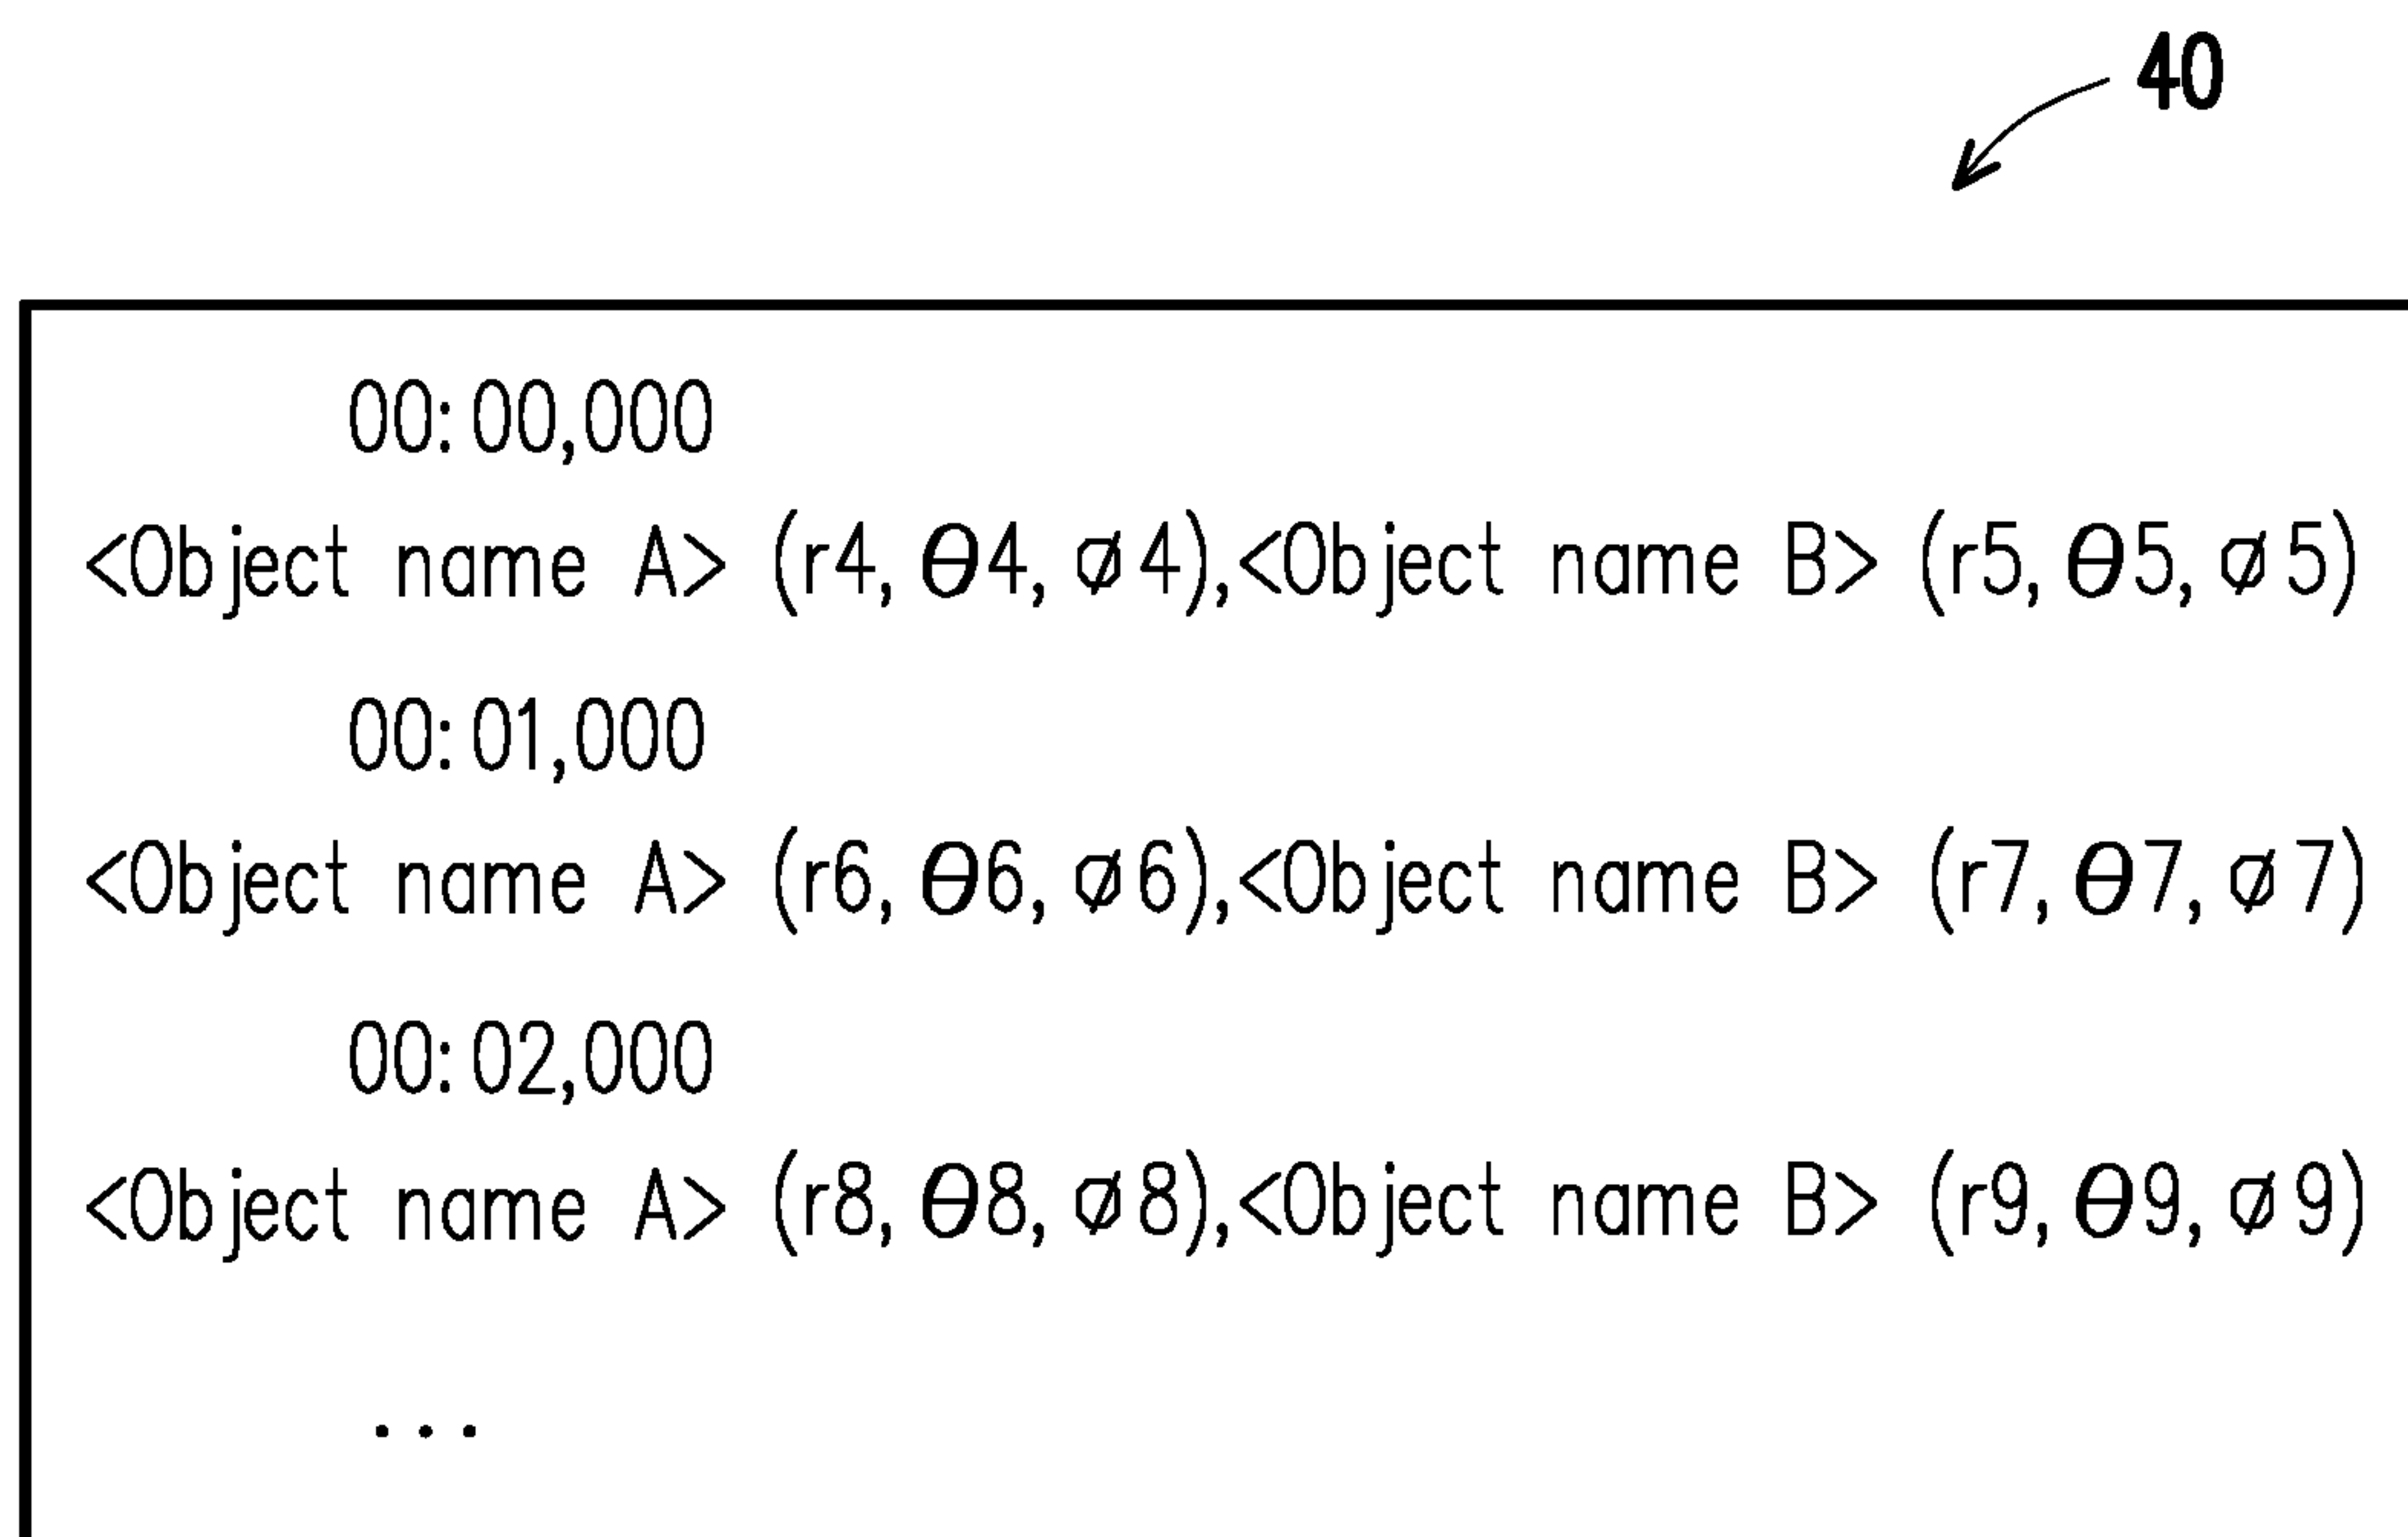 40
00:00,000
<Object name A> (r4, θ4, ø4),<Object name B> (r5, θ5, ø5)
00:01,000
<Object name A> (r6, θ6, ø6),<Object name B> (r7, θ7, ø7)
00:02,000
<Object name A> (r8, θ8, ø8),<Object name B> (r9, θ9, ø9)
...